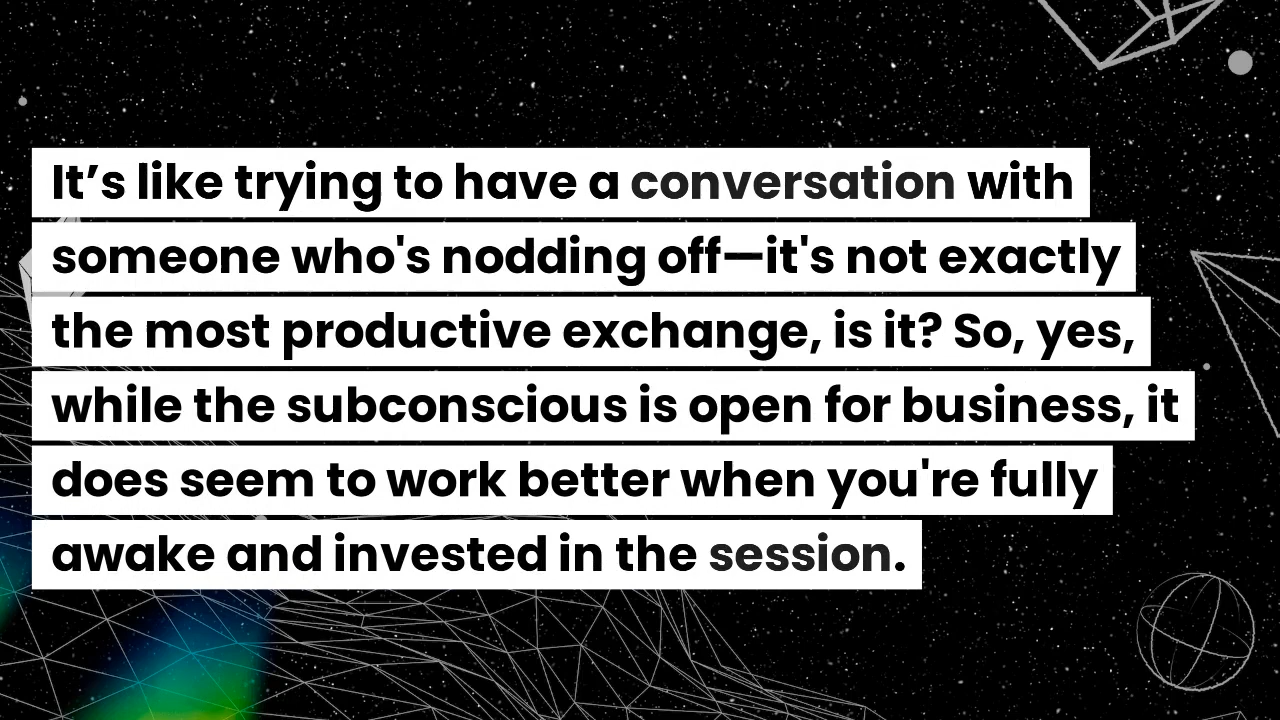 It’s like trying to have a conversation with
someone who's nodding off—it's not exactly
the most productive exchange, is it? So, yes,
while the subconscious is open for business, it
does seem to work better when you're fully
awake and invested in the session.